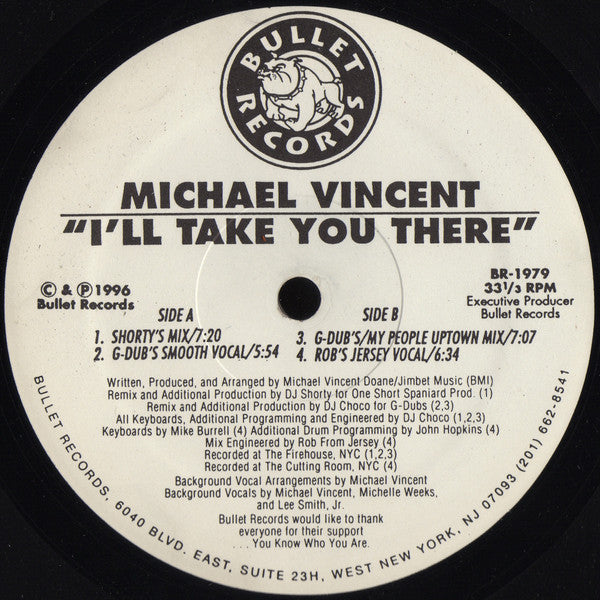 BULLET
RECORDS
MICHAEL VINCENT
"I'LL TAKE YOU THERE"
© & ℗ 1996
Bullet Records
BR-1979
33 1/3 RPM
Executive Producer
Bullet Records
SIDE A
1. SHORTY'S MIX/7:20
2. G-DUB'S SMOOTH VOCAL/5:54
SIDE B
3. G-DUB'S/MY PEOPLE UPTOWN MIX/7:07
4. ROB'S JERSEY VOCAL/6:34
Written, Produced, and Arranged by Michael Vincent Doane/Jimbet Music (BMI)
Remix and Additional Production by DJ Shorty for One Short Spaniard Prod. (1)
Remix and Additional Production by DJ Choco for G-Dubs (2,3)
All Keyboards, Additional Programming and Engineered by DJ Choco (1,2,3)
Keyboards by Mike Burrell (4) Additional Drum Programming by John Hopkins (4)
Mix Engineered by Rob From Jersey (4)
Recorded at The Firehouse, NYC (1,2,3)
Recorded at The Cutting Room, NYC (4)
Background Vocal Arrangements by Michael Vincent
Background Vocals by Michael Vincent, Michelle Weeks,
and Lee Smith, Jr.
Bullet Records would like to thank
everyone for their support
. . .You Know Who You Are.
BULLET RECORDS, 6040 BLVD. EAST, SUITE 23H, WEST NEW YORK, NJ 07093 (201) 662-8541